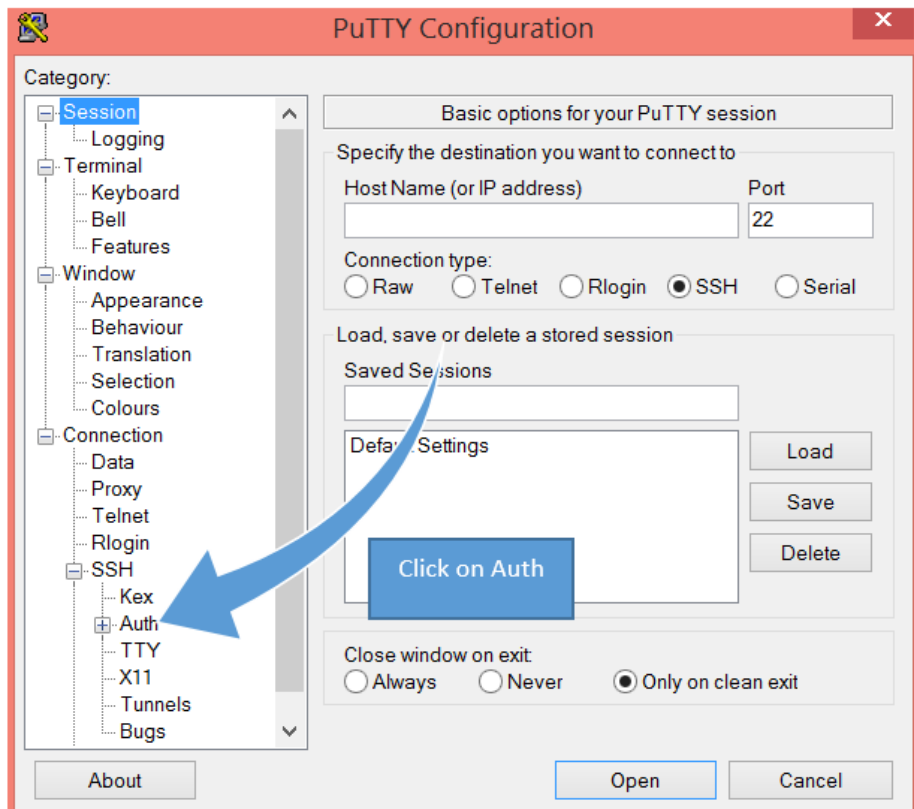 PuTTY Configuration
Category:
Session
Logging
Terminal
Keyboard
Bell
Features
Window
Appearance
Behaviour
Translation
Selection
Colours
Connection
Data
Proxy
Telnet
Rlogin
SSH
Kex
Auth
TTY
X11
Tunnels
Bugs
Basic options for your PuTTY session
Specify the destination you want to connect to
Host Name (or IP address) Port
22
Connection type:
Raw Telnet Rlogin SSH Serial
Load, save or delete a stored session
Saved Sessions
Default Settings
Load
Save
Delete
Click on Auth
Close window on exit:
Always Never Only on clean exit
About Open Cancel